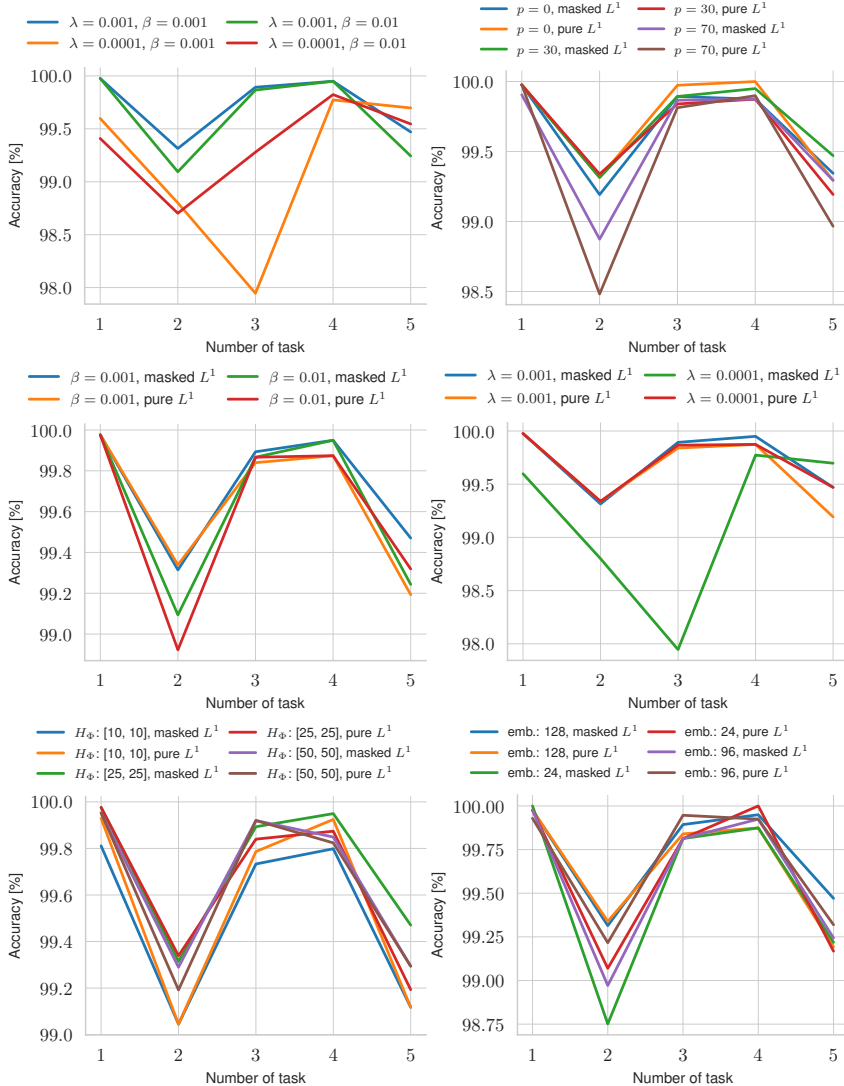 λ = 0.001, β = 0.001
λ = 0.001, β = 0.01
λ = 0.0001, β = 0.001
λ = 0.0001, β = 0.01
100.0
99.5
99.0
98.5
98.0
Accuracy [%]
1 2 3 4 5
Number of task
p = 0, masked L¹
p = 30, pure L¹
p = 0, pure L¹
p = 70, masked L¹
p = 30, masked L¹
p = 70, pure L¹
100.0
99.5
99.0
98.5
Accuracy [%]
1 2 3 4 5
Number of task
β = 0.001, masked L¹
β = 0.01, masked L¹
β = 0.001, pure L¹
β = 0.01, pure L¹
100.0
99.8
99.6
99.4
99.2
99.0
Accuracy [%]
1 2 3 4 5
Number of task
λ = 0.001, masked L¹
λ = 0.0001, masked L¹
λ = 0.001, pure L¹
λ = 0.0001, pure L¹
100.0
99.5
99.0
98.5
98.0
Accuracy [%]
1 2 3 4 5
Number of task
H_Φ: [10, 10], masked L¹
H_Φ: [25, 25], pure L¹
H_Φ: [10, 10], pure L¹
H_Φ: [50, 50], masked L¹
H_Φ: [25, 25], masked L¹
H_Φ: [50, 50], pure L¹
100.0
99.8
99.6
99.4
99.2
99.0
Accuracy [%]
1 2 3 4 5
Number of task
emb.: 128, masked L¹
emb.: 24, pure L¹
emb.: 128, pure L¹
emb.: 96, masked L¹
emb.: 24, masked L¹
emb.: 96, pure L¹
100.00
99.75
99.50
99.25
99.00
98.75
Accuracy [%]
1 2 3 4 5
Number of task